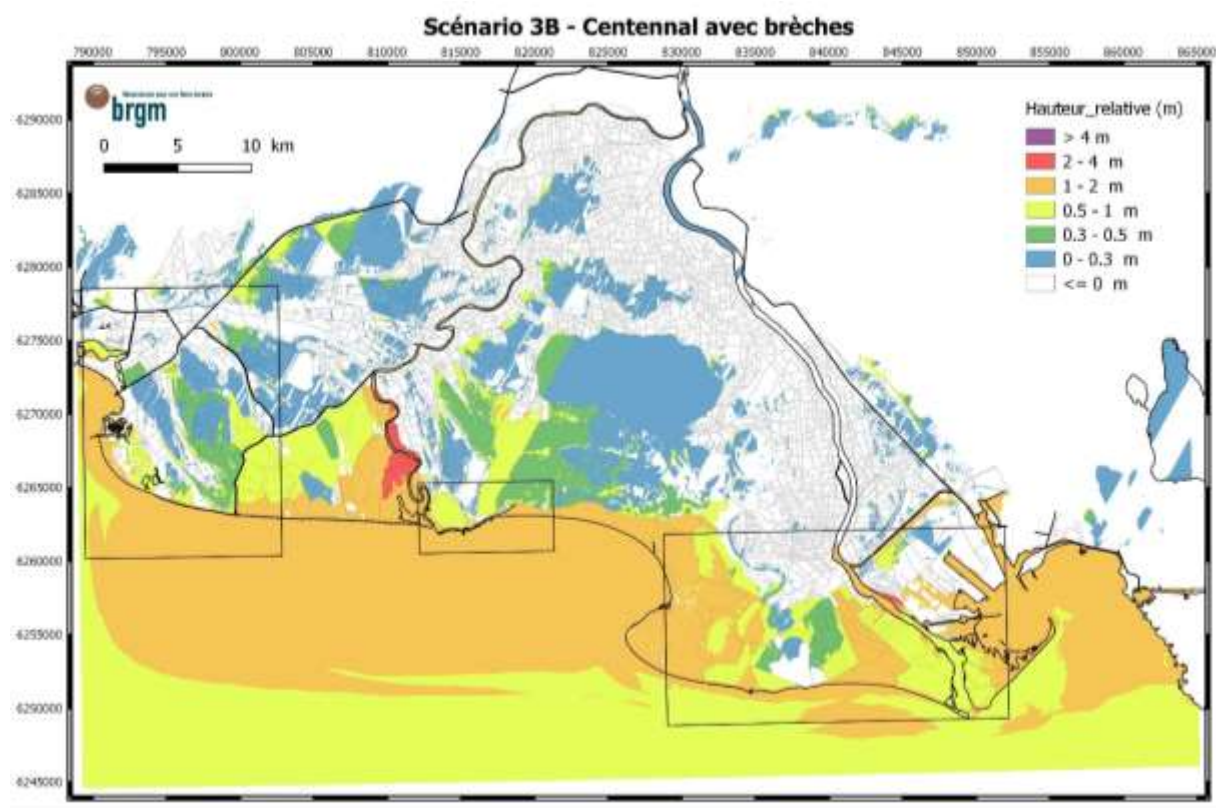 Scénario 3B - Centennal avec brèches
790000 795000 800000 805000 810000 815000 820000 825000 830000 835000 840000 845000 850000 855000 860000 865000
brgm
0 5 10 km
Hauteur_relative (m)
> 4 m
2 - 4 m
1 - 2 m
0.5 - 1 m
0.3 - 0.5 m
0 - 0.3 m
<= 0 m
6290000
6285000
6280000
6275000
6270000
6265000
6260000
6255000
6250000
6245000